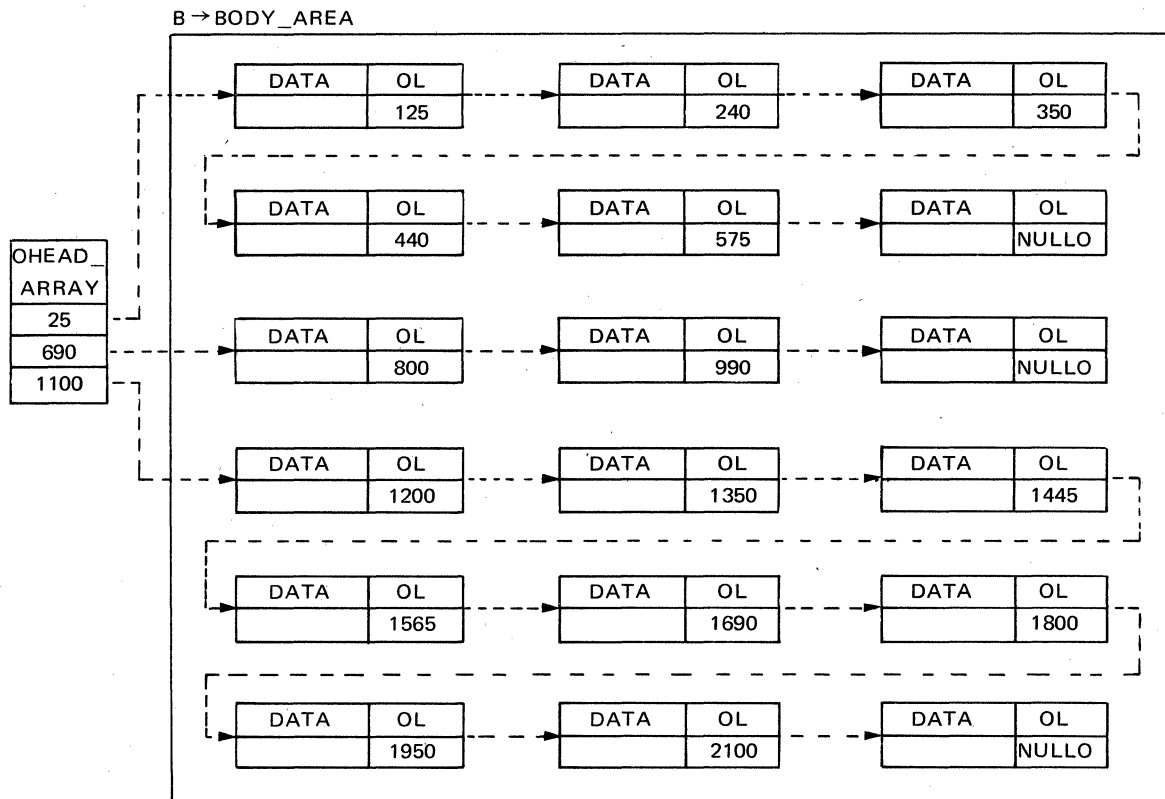 B → BODY_AREA
DATA OL DATA OL DATA OL
125 240 350
DATA OL DATA OL DATA OL
440 575 NULLO
OHEAD_
ARRAY
25
690
1100
DATA OL DATA OL DATA OL
800 990 NULLO
DATA OL DATA OL DATA OL
1200 1350 1445
DATA OL DATA OL DATA OL
1565 1690 1800
DATA OL DATA OL DATA OL
1950 2100 NULLO